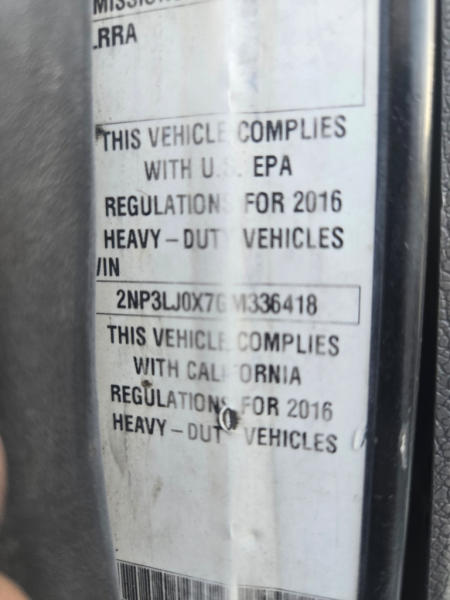 MISSIONS
LRRA
THIS VEHICLE COMPLIES
WITH U.S. EPA
REGULATIONS FOR 2016
HEAVY-DUTY VEHICLES
VIN
2NP3LJ0X7GM336418
THIS VEHICLE COMPLIES
WITH CALIFORNIA
REGULATIONS FOR 2016
HEAVY-DUTY VEHICLES